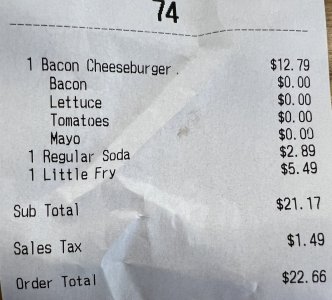 74
1 Bacon Cheeseburger $12.79
Bacon $0.00
Lettuce $0.00
Tomatoes $0.00
Mayo $0.00
1 Regular Soda $2.89
1 Little Fry $5.49
Sub Total $21.17
Sales Tax $1.49
Order Total $22.66